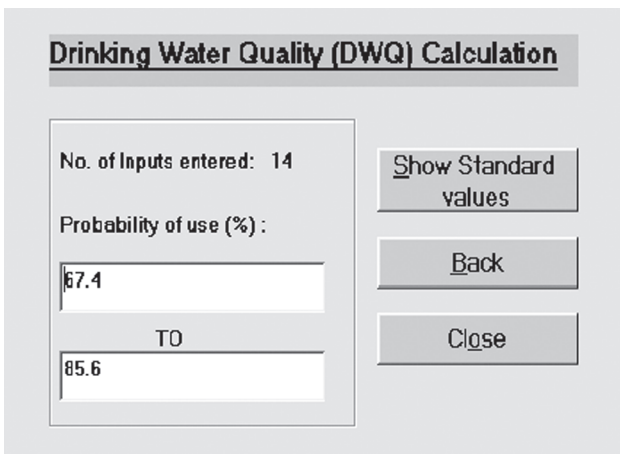 Drinking Water Quality (DWQ) Calculation
No. of Inputs entered: 14
Probability of use (%) :
67.4
TO
85.6
Show Standard
values
Back
Close